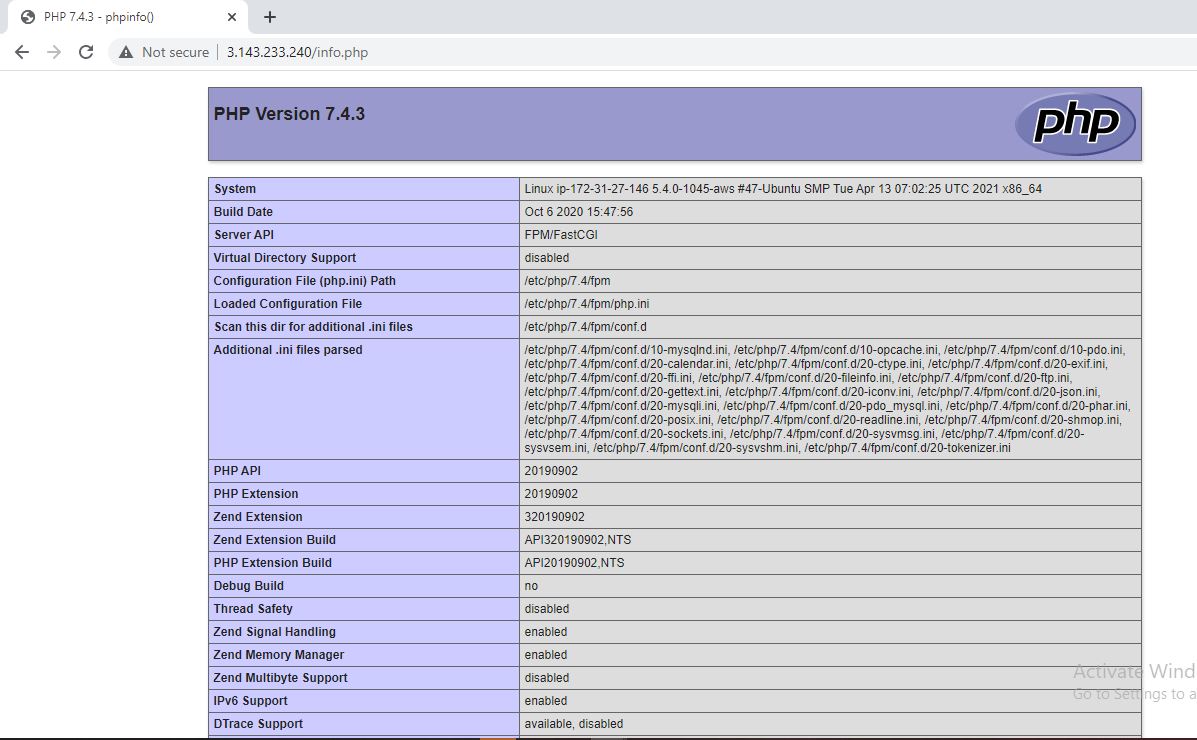 PHP 7.4.3 - phpinfo()
Not secure 3.143.233.240/info.php
PHP Version 7.4.3
php
System Linux ip-172-31-27-146 5.4.0-1045-aws #47-Ubuntu SMP Tue Apr 13 07:02:25 UTC 2021 x86_64
Build Date Oct 6 2020 15:47:56
Server API FPM/FastCGI
Virtual Directory Support disabled
Configuration File (php.ini) Path /etc/php/7.4/fpm
Loaded Configuration File /etc/php/7.4/fpm/php.ini
Scan this dir for additional .ini files /etc/php/7.4/fpm/conf.d
Additional .ini files parsed /etc/php/7.4/fpm/conf.d/10-mysqlnd.ini, /etc/php/7.4/fpm/conf.d/10-opcache.ini, /etc/php/7.4/fpm/conf.d/10-pdo.ini,
/etc/php/7.4/fpm/conf.d/20-calendar.ini, /etc/php/7.4/fpm/conf.d/20-ctype.ini, /etc/php/7.4/fpm/conf.d/20-exif.ini,
/etc/php/7.4/fpm/conf.d/20-ffi.ini, /etc/php/7.4/fpm/conf.d/20-fileinfo.ini, /etc/php/7.4/fpm/conf.d/20-ftp.ini,
/etc/php/7.4/fpm/conf.d/20-gettext.ini, /etc/php/7.4/fpm/conf.d/20-iconv.ini, /etc/php/7.4/fpm/conf.d/20-json.ini,
/etc/php/7.4/fpm/conf.d/20-mysqli.ini, /etc/php/7.4/fpm/conf.d/20-pdo_mysql.ini, /etc/php/7.4/fpm/conf.d/20-phar.ini,
/etc/php/7.4/fpm/conf.d/20-posix.ini, /etc/php/7.4/fpm/conf.d/20-readline.ini, /etc/php/7.4/fpm/conf.d/20-shmop.ini,
/etc/php/7.4/fpm/conf.d/20-sockets.ini, /etc/php/7.4/fpm/conf.d/20-sysvmsg.ini, /etc/php/7.4/fpm/conf.d/20-
sysvsem.ini, /etc/php/7.4/fpm/conf.d/20-sysvshm.ini, /etc/php/7.4/fpm/conf.d/20-tokenizer.ini
PHP API 20190902
PHP Extension 20190902
Zend Extension 320190902
Zend Extension Build API320190902,NTS
PHP Extension Build API20190902,NTS
Debug Build no
Thread Safety disabled
Zend Signal Handling enabled
Zend Memory Manager enabled
Zend Multibyte Support disabled
IPv6 Support enabled
DTrace Support available, disabled
Activate Wind
Go to Settings to a